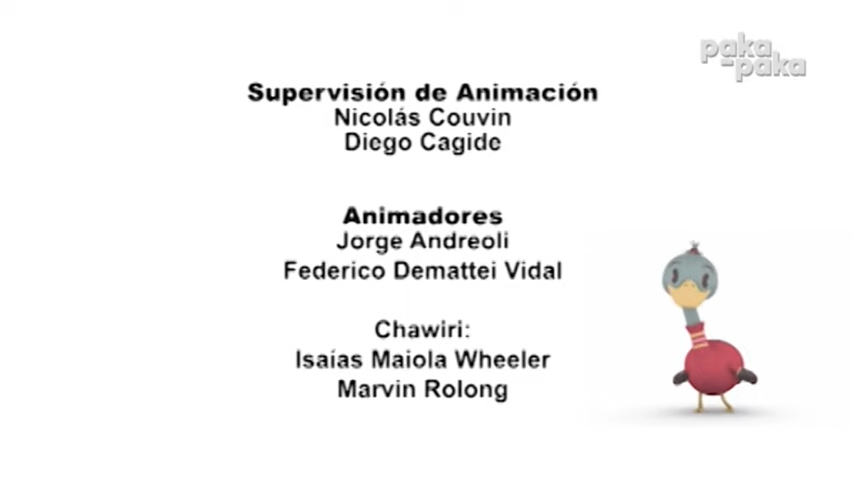 paka
-paka
Supervisión de Animación
Nicolás Couvin
Diego Cagide
Animadores
Jorge Andreoli
Federico Demattei Vidal
Chawiri:
Isaías Maiola Wheeler
Marvin Rolong